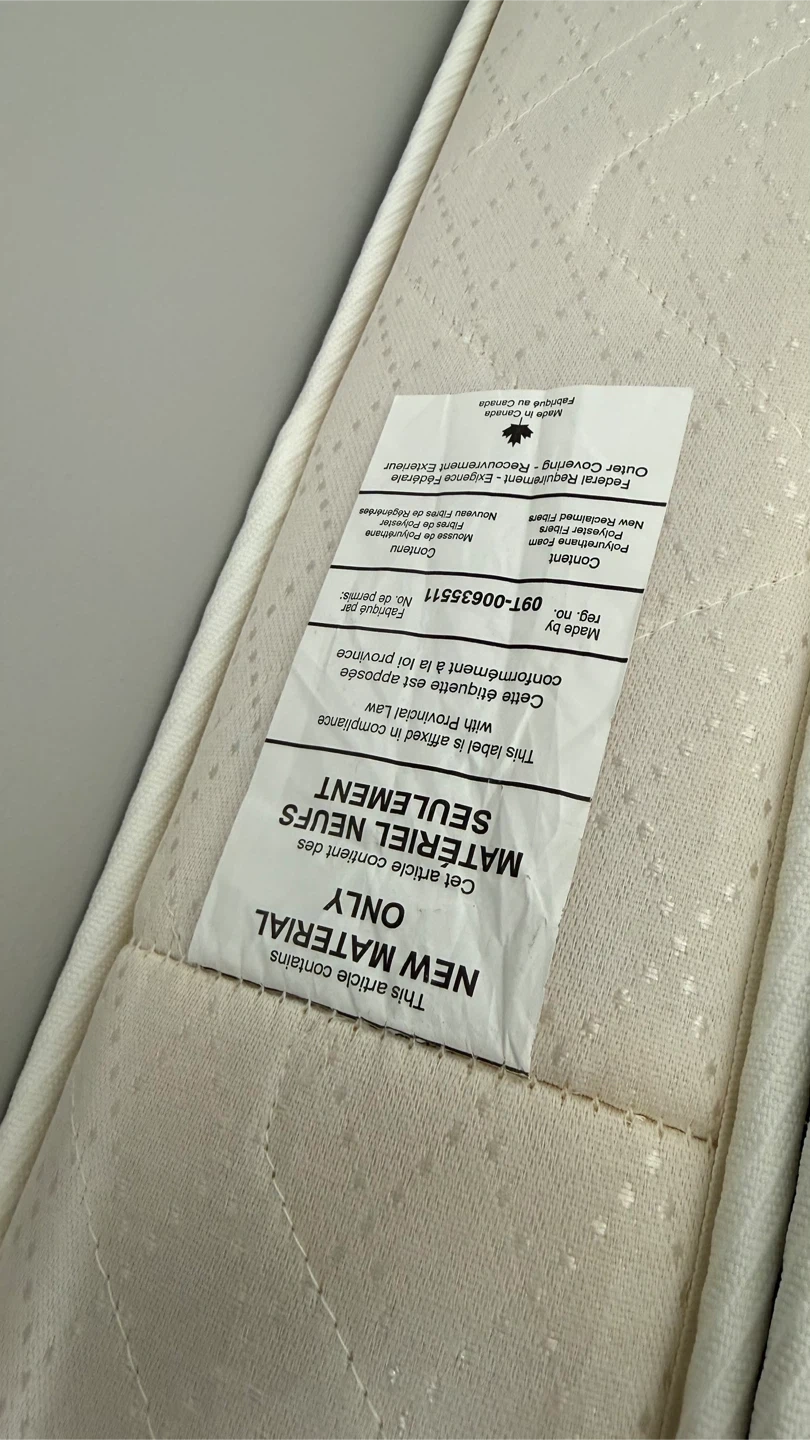 This article contains
NEW MATERIAL
ONLY
Cet article contient des
MATÉRIEL NEUFS
SEULEMENT
This label is affixed in compliance
with Provincial Law
Cette étiquette est apposée
conformément à la loi province
Made by
reg. no.
09T-00635511
Fabriqué par
No. de permis:
Content
Polyurethane Foam
Polyester Fibers
New Reclaimed Fibers
Contenu
Mousse de Polyuréthane
Fibres de Polyester
Nouveau Fibres de Régénérées
Federal Requirement - Exigence Fédérale
Outer Covering - Recouvrement Extérieur
Made in Canada
Fabriqué au Canada